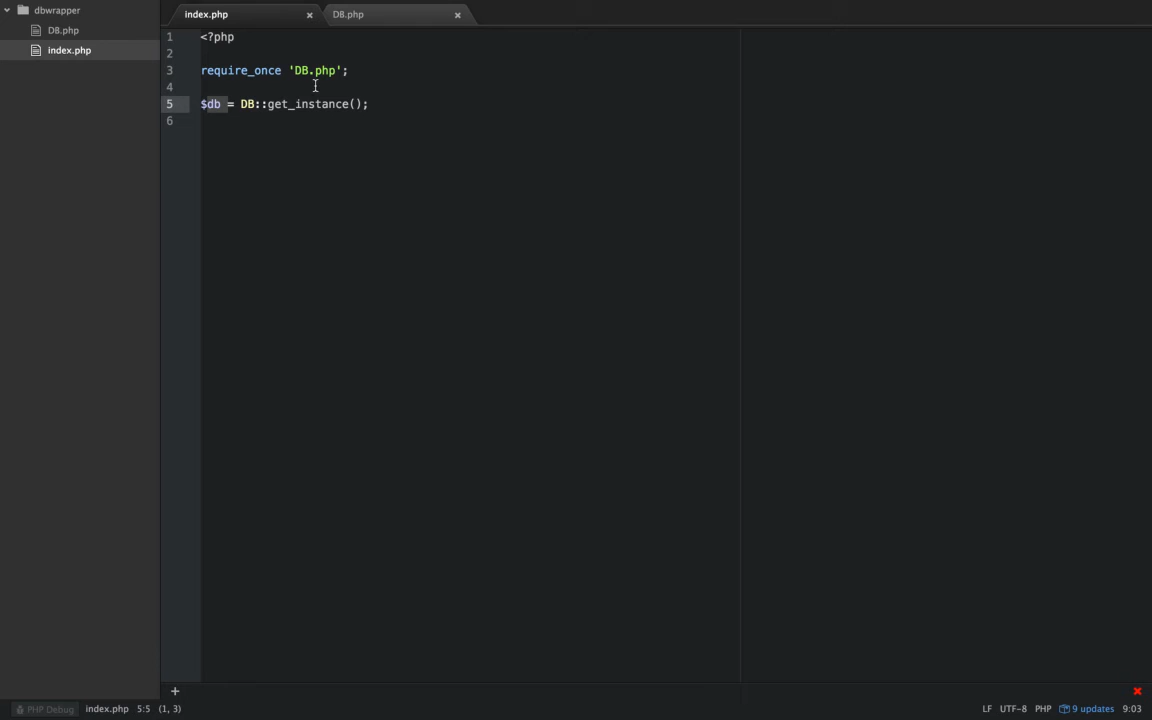 dbwrapper
DB.php
index.php
index.php
DB.php
1 <?php
2
3 require_once 'DB.php';
4
5 $db = DB::get_instance();
6
PHP Debug index.php 5:5 (1, 3)
LF UTF-8 PHP 9 updates 9:03